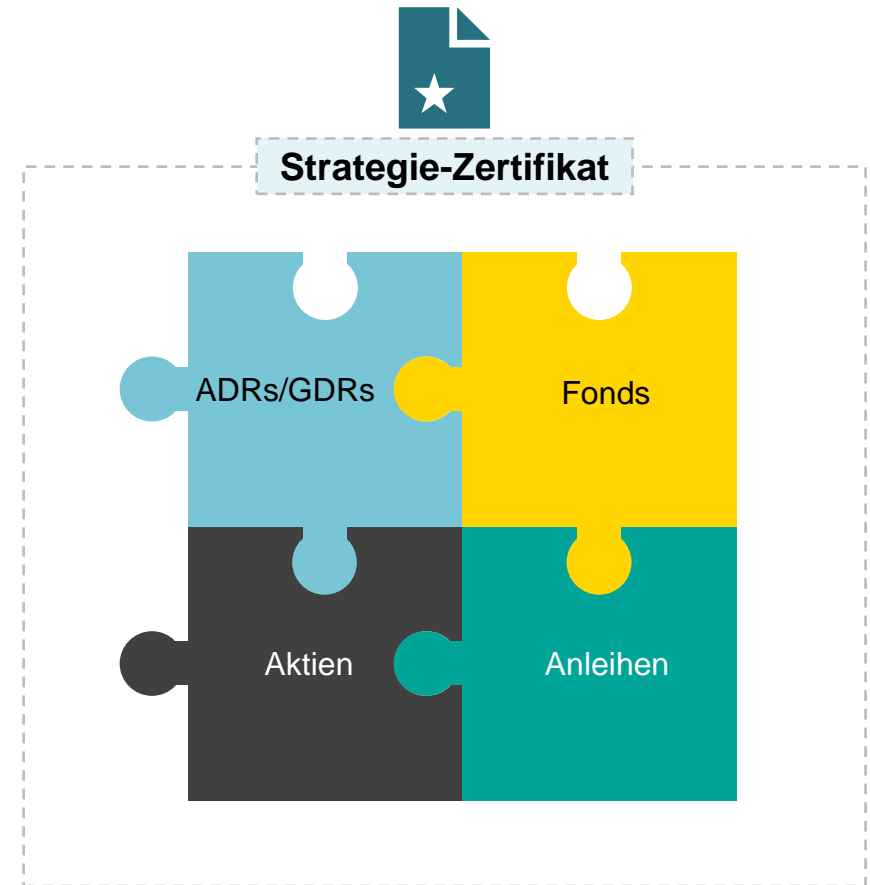 Strategie-Zertifikat
ADRs/GDRs
Fonds
Aktien
Anleihen